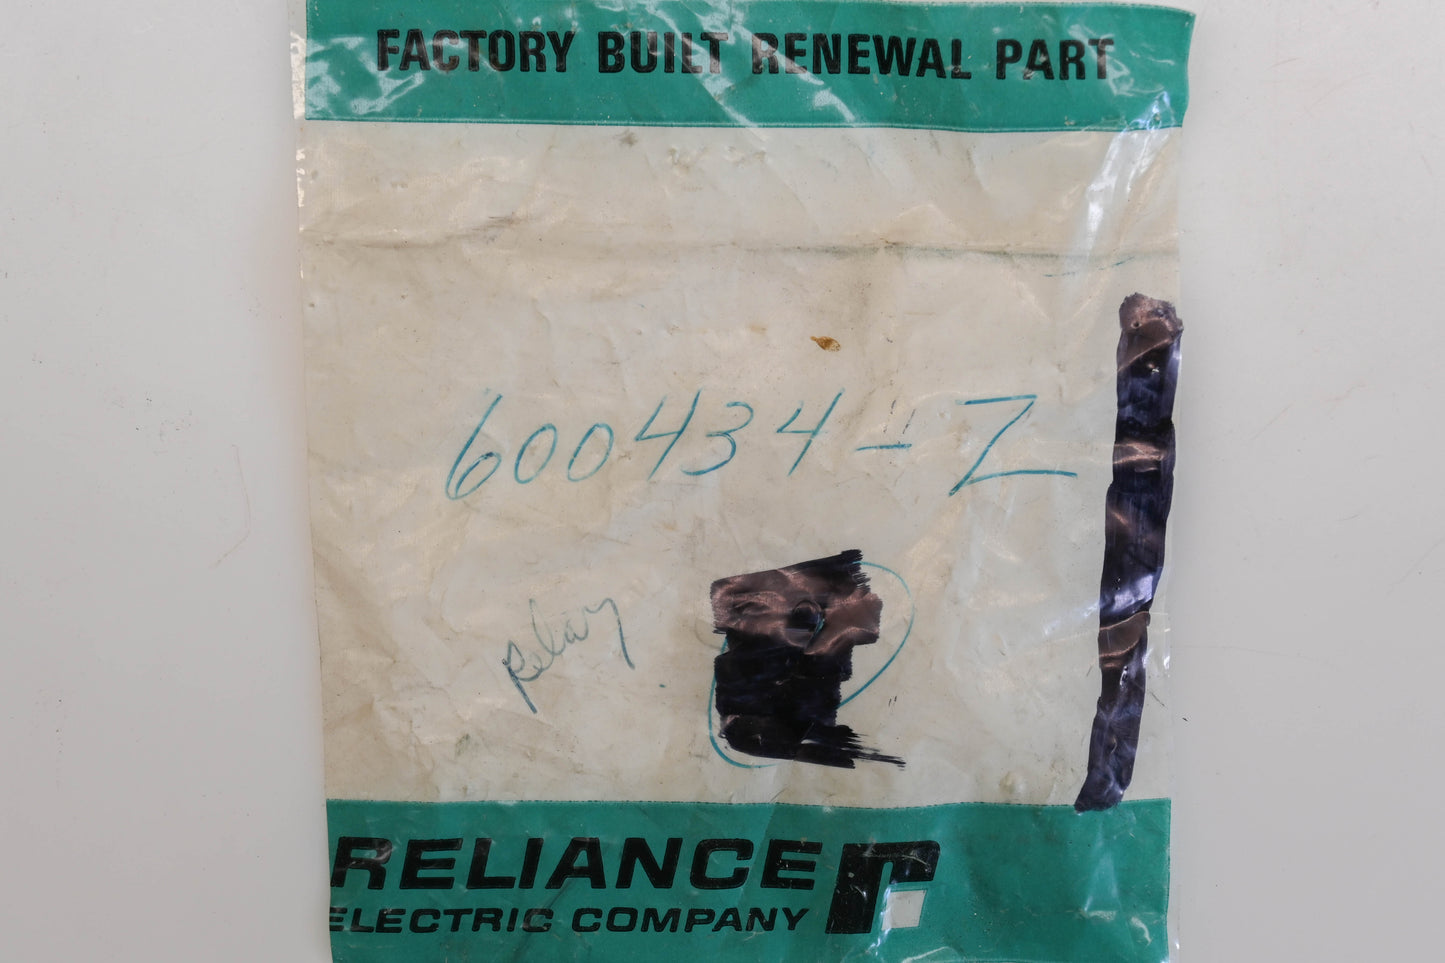 FACTORY BUILT RENEWAL PART
600434-Z
Relay
RELIANCE
ELECTRIC COMPANY